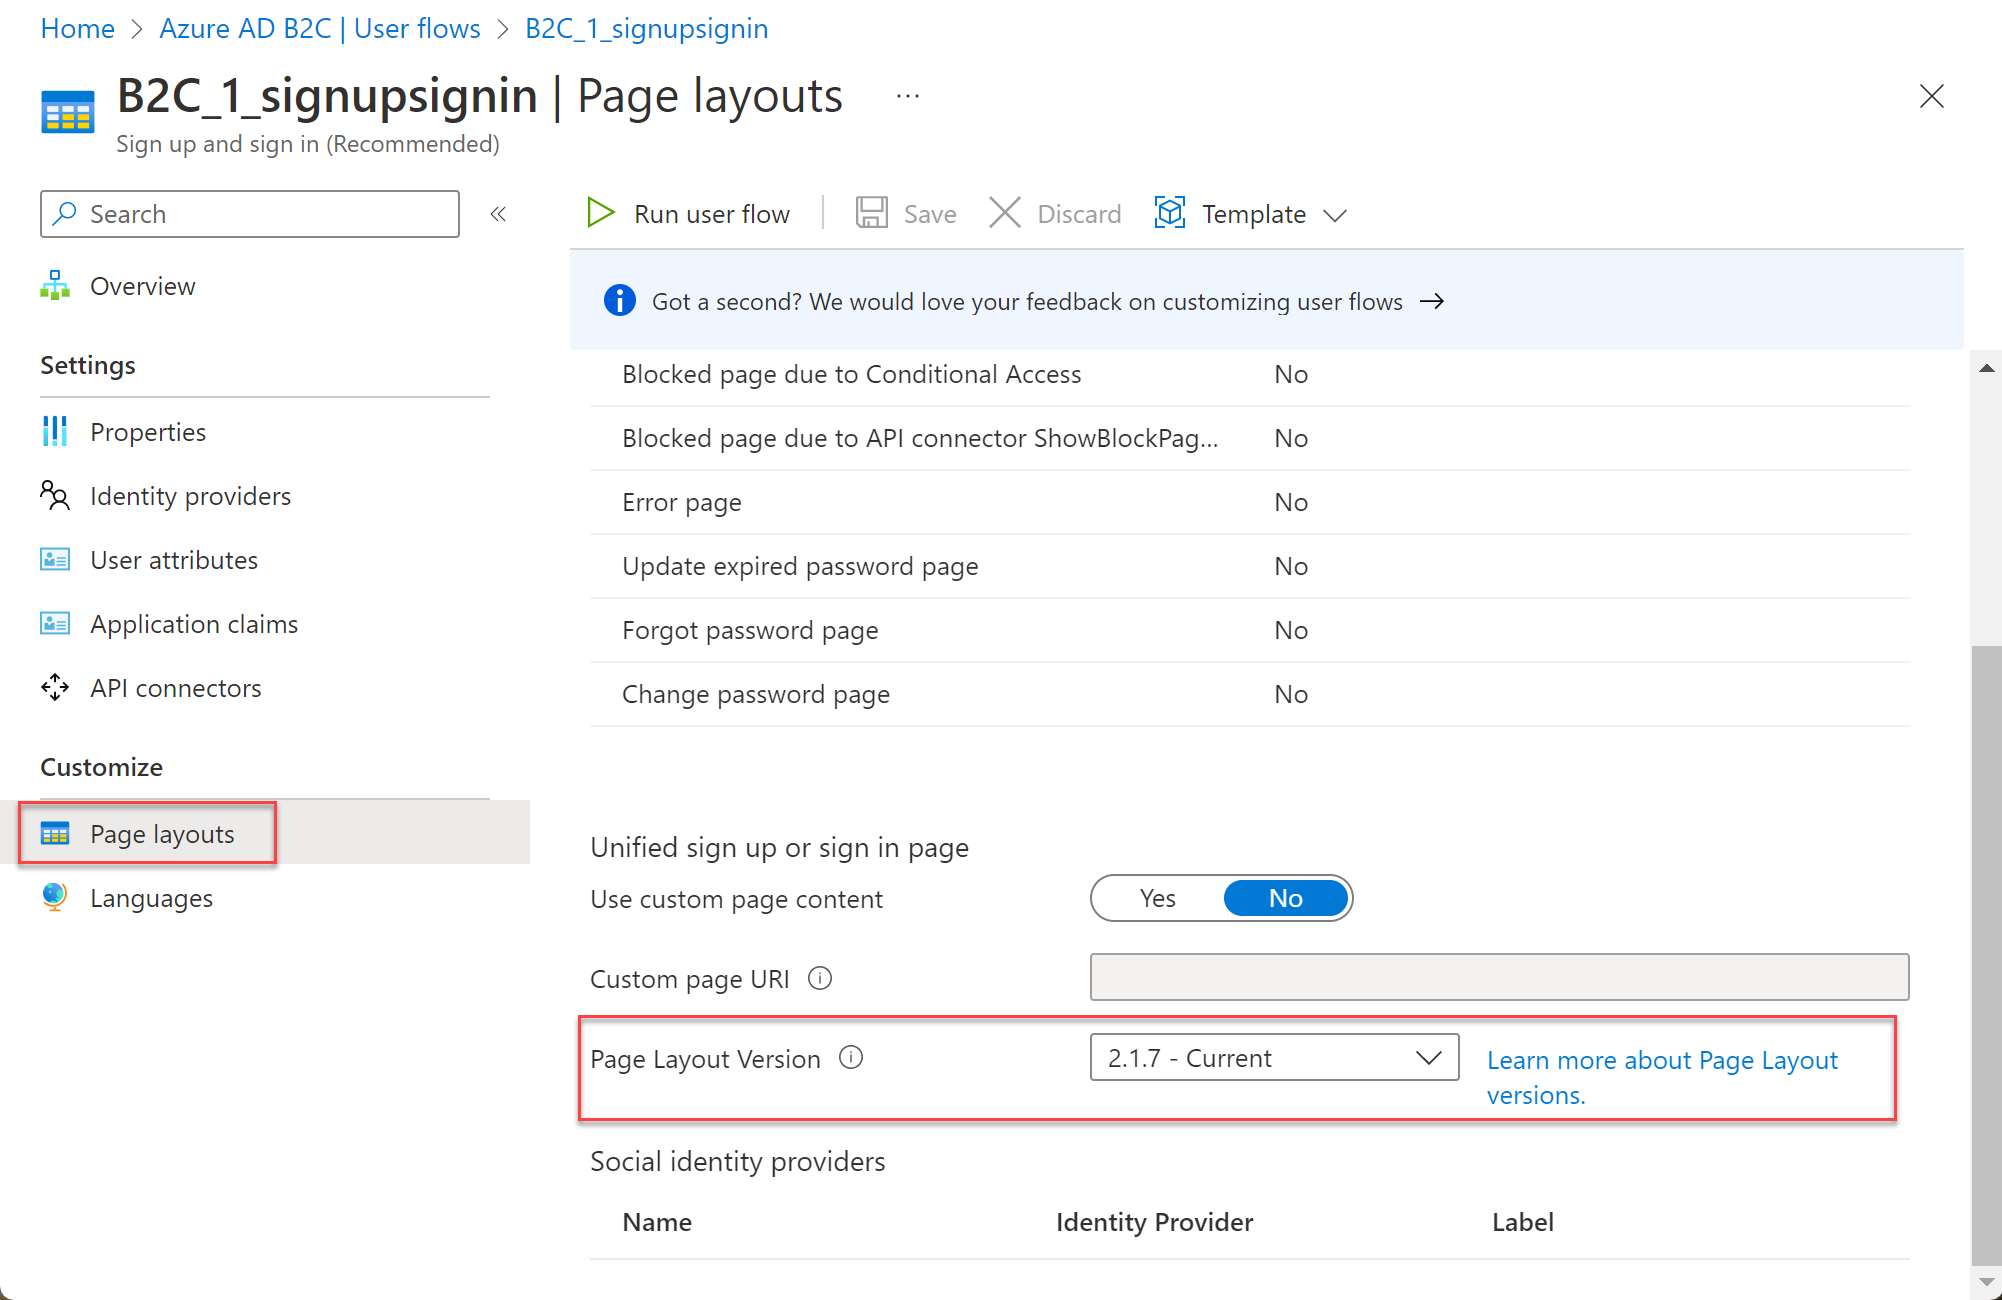 Home > Azure AD B2C | User flows > B2C_1_signupsignin
B2C_1_signupsignin | Page layouts ...
Sign up and sign in (Recommended)
Search «
Run user flow Save Discard Template
Overview
Got a second? We would love your feedback on customizing user flows →
Settings
Properties
Identity providers
User attributes
Application claims
API connectors
Customize
Page layouts
Languages
Blocked page due to Conditional Access No
Blocked page due to API connector ShowBlockPag... No
Error page No
Update expired password page No
Forgot password page No
Change password page No
Unified sign up or sign in page
Use custom page content Yes No
Custom page URI
Page Layout Version 2.1.7 - Current Learn more about Page Layout
versions.
Social identity providers
Name Identity Provider Label